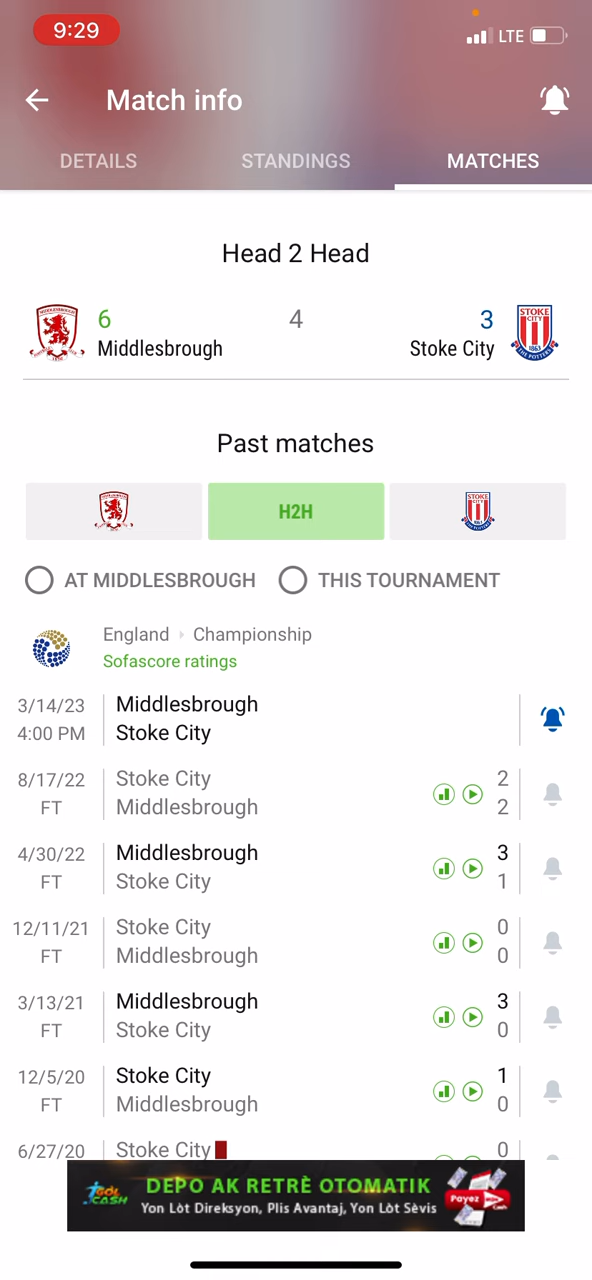 9:29
LTE
Match info
DETAILS STANDINGS MATCHES
Head 2 Head
6 4 3
Middlesbrough Stoke City
Past matches
H2H
AT MIDDLESBROUGH THIS TOURNAMENT
England Championship
Sofascore ratings
3/14/23 Middlesbrough
4:00 PM Stoke City
8/17/22 Stoke City 2
FT Middlesbrough 2
4/30/22 Middlesbrough 3
FT Stoke City 1
12/11/21 Stoke City 0
FT Middlesbrough 0
3/13/21 Middlesbrough 3
FT Stoke City 0
12/5/20 Stoke City 1
FT Middlesbrough 0
6/27/20 Stoke City 0
DEPO AK RETRÈ OTOMATIK
Yon Lòt Direksyon, Plis Avantaj, Yon Lòt Sèvis